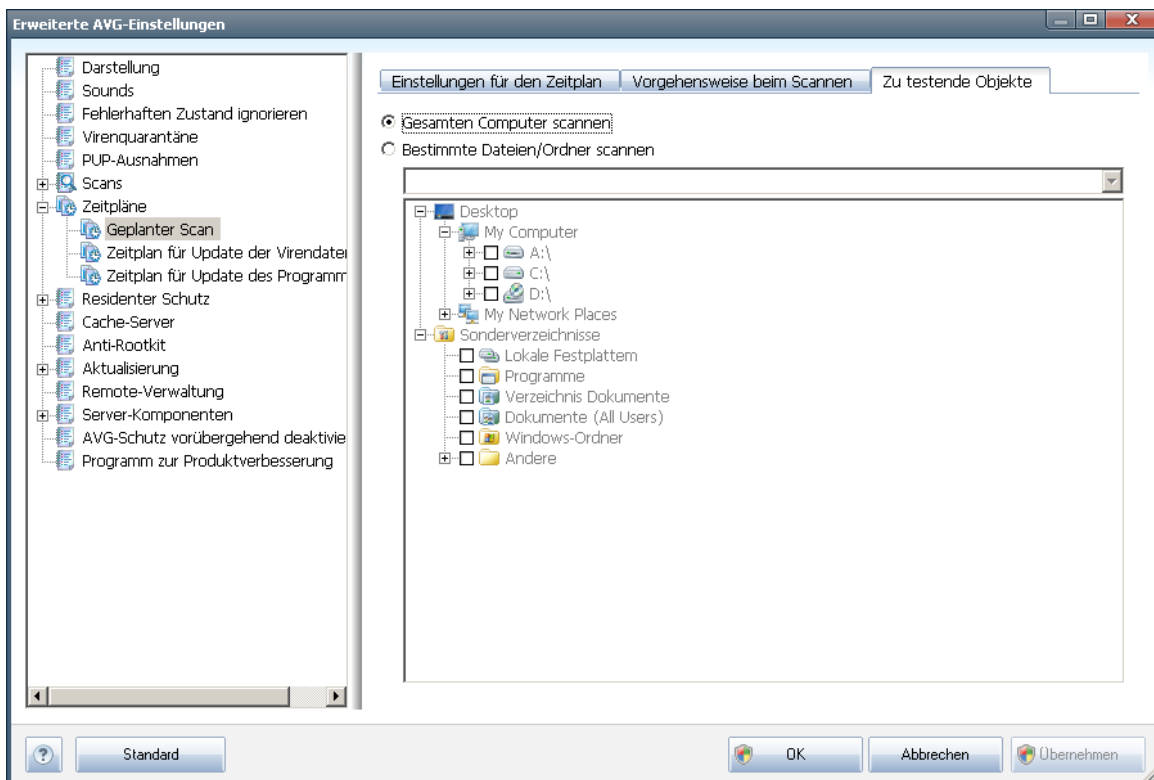 Erweiterte AVG-Einstellungen
Darstellung
Sounds
Fehlerhaften Zustand ignorieren
Virenquarantäne
PUP-Ausnahmen
Scans
Zeitpläne
Geplanter Scan
Zeitplan für Update der Virendaten
Zeitplan für Update des Programm
Residenter Schutz
Cache-Server
Anti-Rootkit
Aktualisierung
Remote-Verwaltung
Server-Komponenten
AVG-Schutz vorübergehend deaktivie
Programm zur Produktverbesserung
Einstellungen für den Zeitplan
Vorgehensweise beim Scannen
Zu testende Objekte
Gesamten Computer scannen
Bestimmte Dateien/Ordner scannen
Desktop
My Computer
A:\
C:\
D:\
My Network Places
Sonderverzeichnisse
Lokale Festplattem
Programme
Verzeichnis Dokumente
Dokumente (All Users)
Windows-Ordner
Andere
? Standard OK Abbrechen Übernehmen